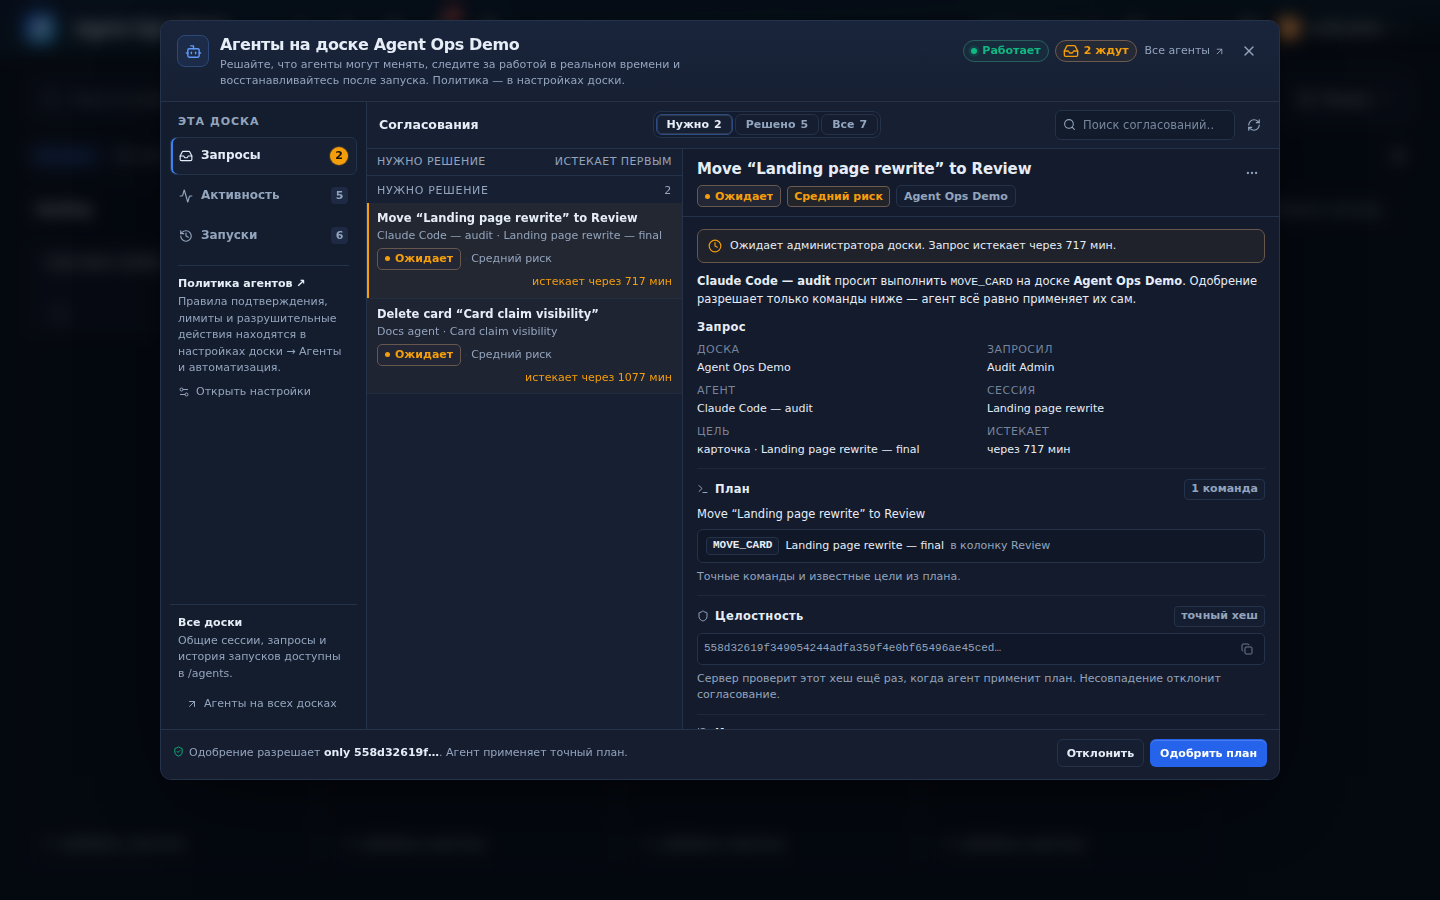 Агенты на доске Agent Ops Demo
Решайте, что агенты могут менять, следите за работой в реальном времени и
восстанавливайтесь после запуска. Политика — в настройках доски.
Работает
2 ждут
Все агенты ↗
ЭТА ДОСКА
Запросы 2
Активность 5
Запуски 6
Политика агентов ↗
Правила подтверждения,
лимиты и разрушительные
действия находятся в
настройках доски → Агенты
и автоматизация.
Открыть настройки
Все доски
Общие сессии, запросы и
история запусков доступны
в /agents.
Агенты на всех досках
Согласования
Нужно 2
Решено 5
Все 7
Поиск согласований..
НУЖНО РЕШЕНИЕ ИСТЕКАЕТ ПЕРВЫМ
НУЖНО РЕШЕНИЕ 2
Move “Landing page rewrite” to Review
Claude Code — audit · Landing page rewrite — final
Ожидает Средний риск
истекает через 717 мин
Delete card “Card claim visibility”
Docs agent · Card claim visibility
Ожидает Средний риск
истекает через 1077 мин
Move “Landing page rewrite” to Review
Ожидает Средний риск Agent Ops Demo
Ожидает администратора доски. Запрос истекает через 717 мин.
Claude Code — audit просит выполнить MOVE_CARD на доске Agent Ops Demo. Одобрение
разрешает только команды ниже — агент всё равно применяет их сам.
Запрос
ДОСКА ЗАПРОСИЛ
Agent Ops Demo Audit Admin
АГЕНТ СЕССИЯ
Claude Code — audit Landing page rewrite
ЦЕЛЬ ИСТЕКАЕТ
карточка · Landing page rewrite — final через 717 мин
План 1 команда
Move “Landing page rewrite” to Review
MOVE_CARD Landing page rewrite — final в колонку Review
Точные команды и известные цели из плана.
Целостность точный хеш
558d32619f349054244adfa359f4e0bf65496ae45ced…
Сервер проверит этот хеш ещё раз, когда агент применит план. Несовпадение отклонит
согласование.
Одобрение разрешает only 558d32619f…. Агент применяет точный план.
Отклонить
Одобрить план